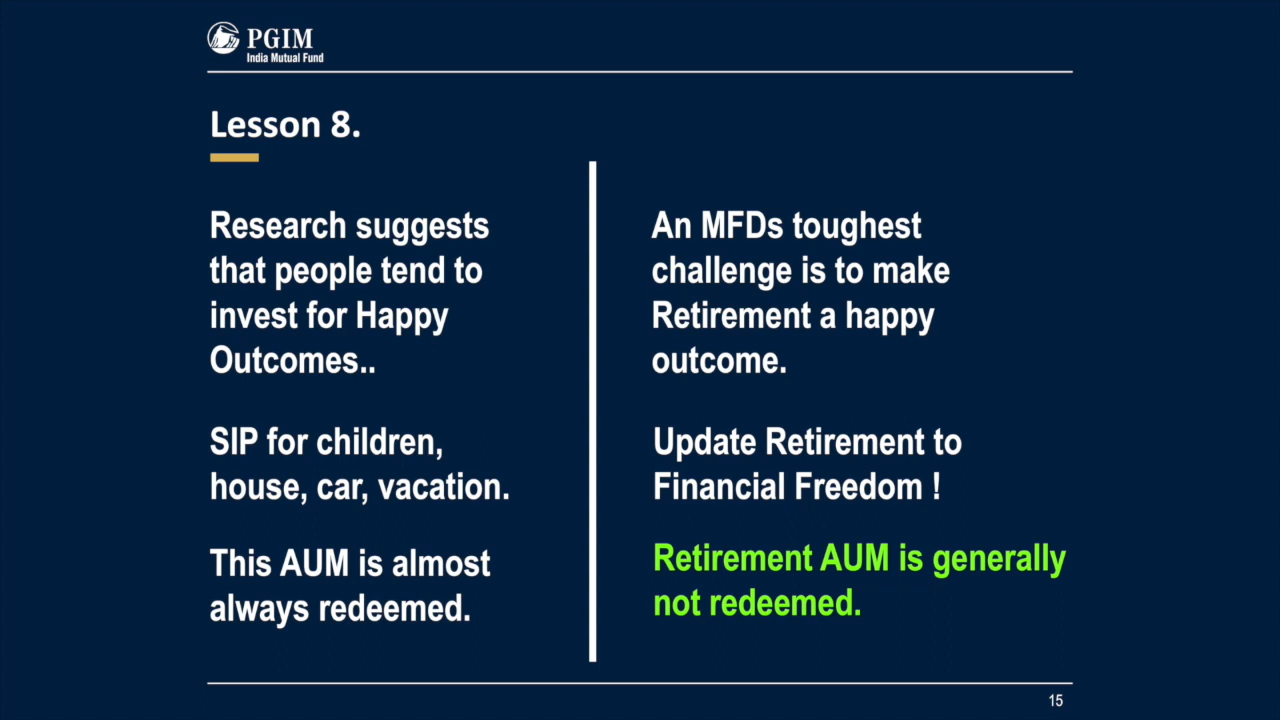 PGIM
India Mutual Fund
Lesson 8.
Research suggests
that people tend to
invest for Happy
Outcomes..
SIP for children,
house, car, vacation.
This AUM is almost
always redeemed.
An MFDs toughest
challenge is to make
Retirement a happy
outcome.
Update Retirement to
Financial Freedom !
Retirement AUM is generally
not redeemed.
15